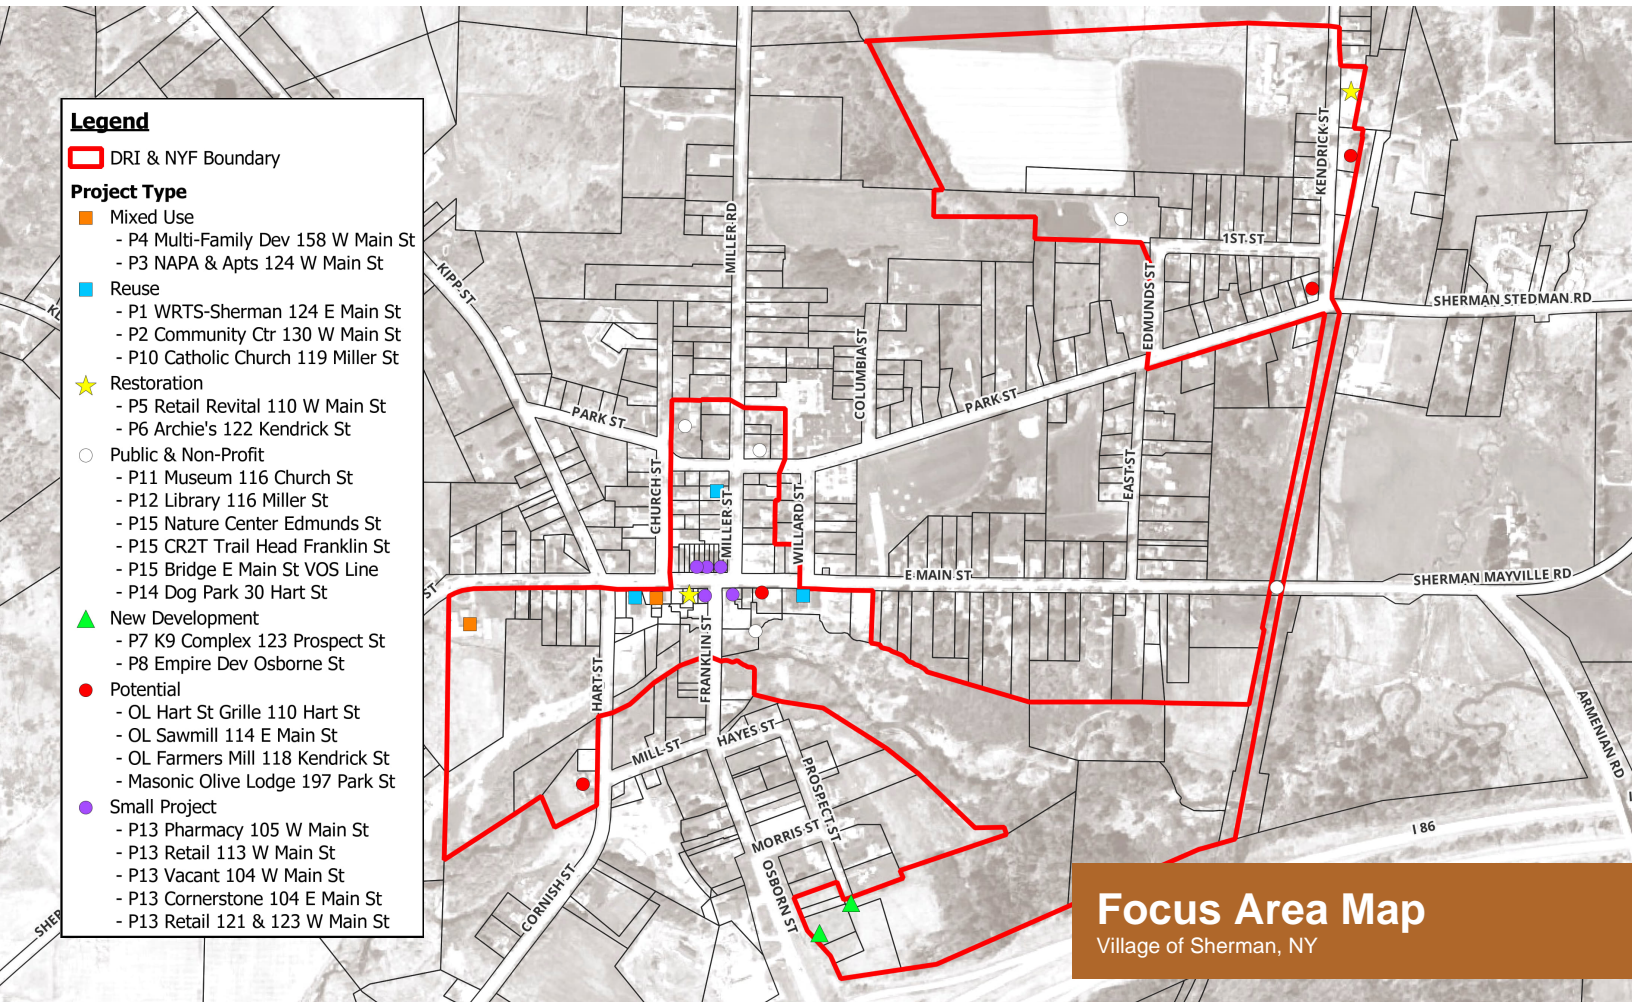 Legend
DRI & NYF Boundary
Project Type
Mixed Use
- P4 Multi-Family Dev 158 W Main St
- P3 NAPA & Apts 124 W Main St
Reuse
- P1 WRTS-Sherman 124 E Main St
- P2 Community Ctr 130 W Main St
- P10 Catholic Church 119 Miller St
Restoration
- P5 Retail Revital 110 W Main St
- P6 Archie's 122 Kendrick St
Public & Non-Profit
- P11 Museum 116 Church St
- P12 Library 116 Miller St
- P15 Nature Center Edmunds St
- P15 CR2T Trail Head Franklin St
- P15 Bridge E Main St VOS Line
- P14 Dog Park 30 Hart St
New Development
- P7 K9 Complex 123 Prospect St
- P8 Empire Dev Osborne St
Potential
- OL Hart St Grille 110 Hart St
- OL Sawmill 114 E Main St
- OL Farmers Mill 118 Kendrick St
- Masonic Olive Lodge 197 Park St
Small Project
- P13 Pharmacy 105 W Main St
- P13 Retail 113 W Main St
- P13 Vacant 104 W Main St
- P13 Cornerstone 104 E Main St
- P13 Retail 121 & 123 W Main St
KENDRICK ST
MILLER RD
1ST ST
KIPP ST
EDMUNDS ST
SHERMAN STEDMAN RD
COLUMBIA ST
PARK ST
PARK ST
CHURCH ST
MILLER ST
WILLARD ST
EAST ST
E MAIN ST
SHERMAN MAYVILLE RD
ST
HART ST
FRANKLIN ST
MILL ST
HAYES ST
PROSPECT ST
ARMENIAN RD
MORRIS ST
I 86
OSBORN ST
CORNISH ST
SHER
Focus Area Map
Village of Sherman, NY